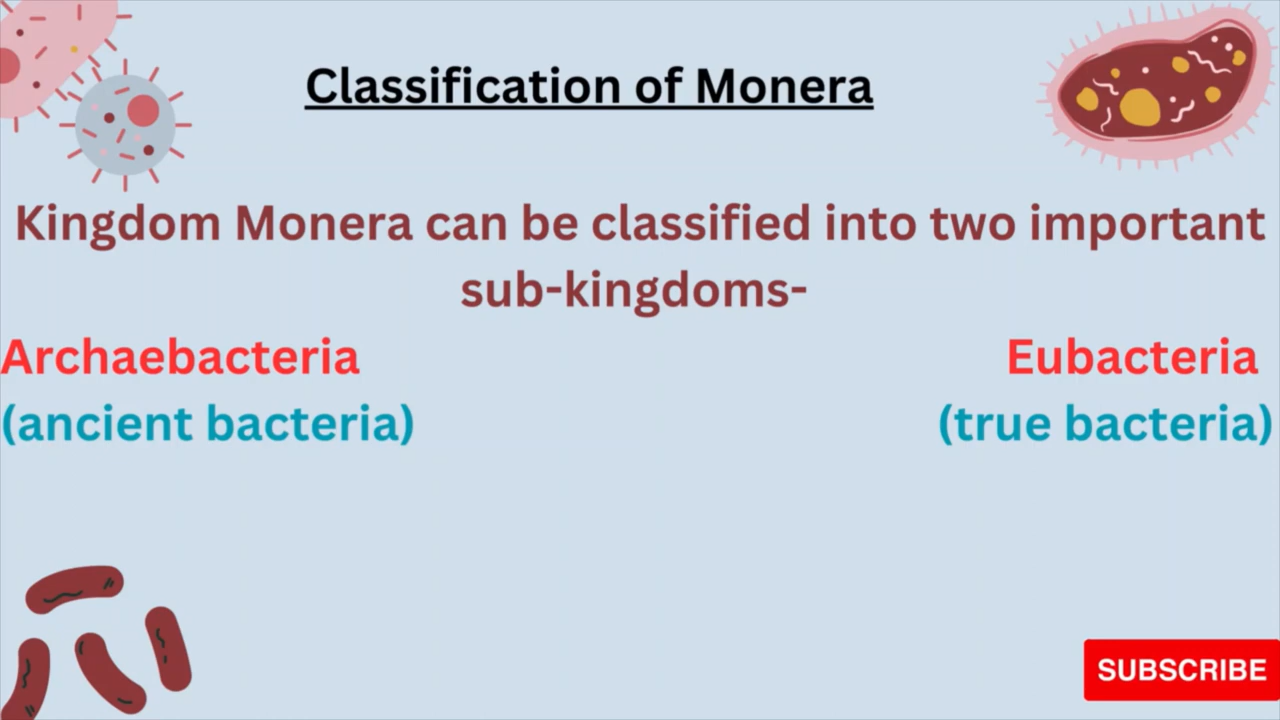 Classification of Monera
Kingdom Monera can be classified into two important
sub-kingdoms-
Archaebacteria
Eubacteria
(ancient bacteria)
(true bacteria)
SUBSCRIBE